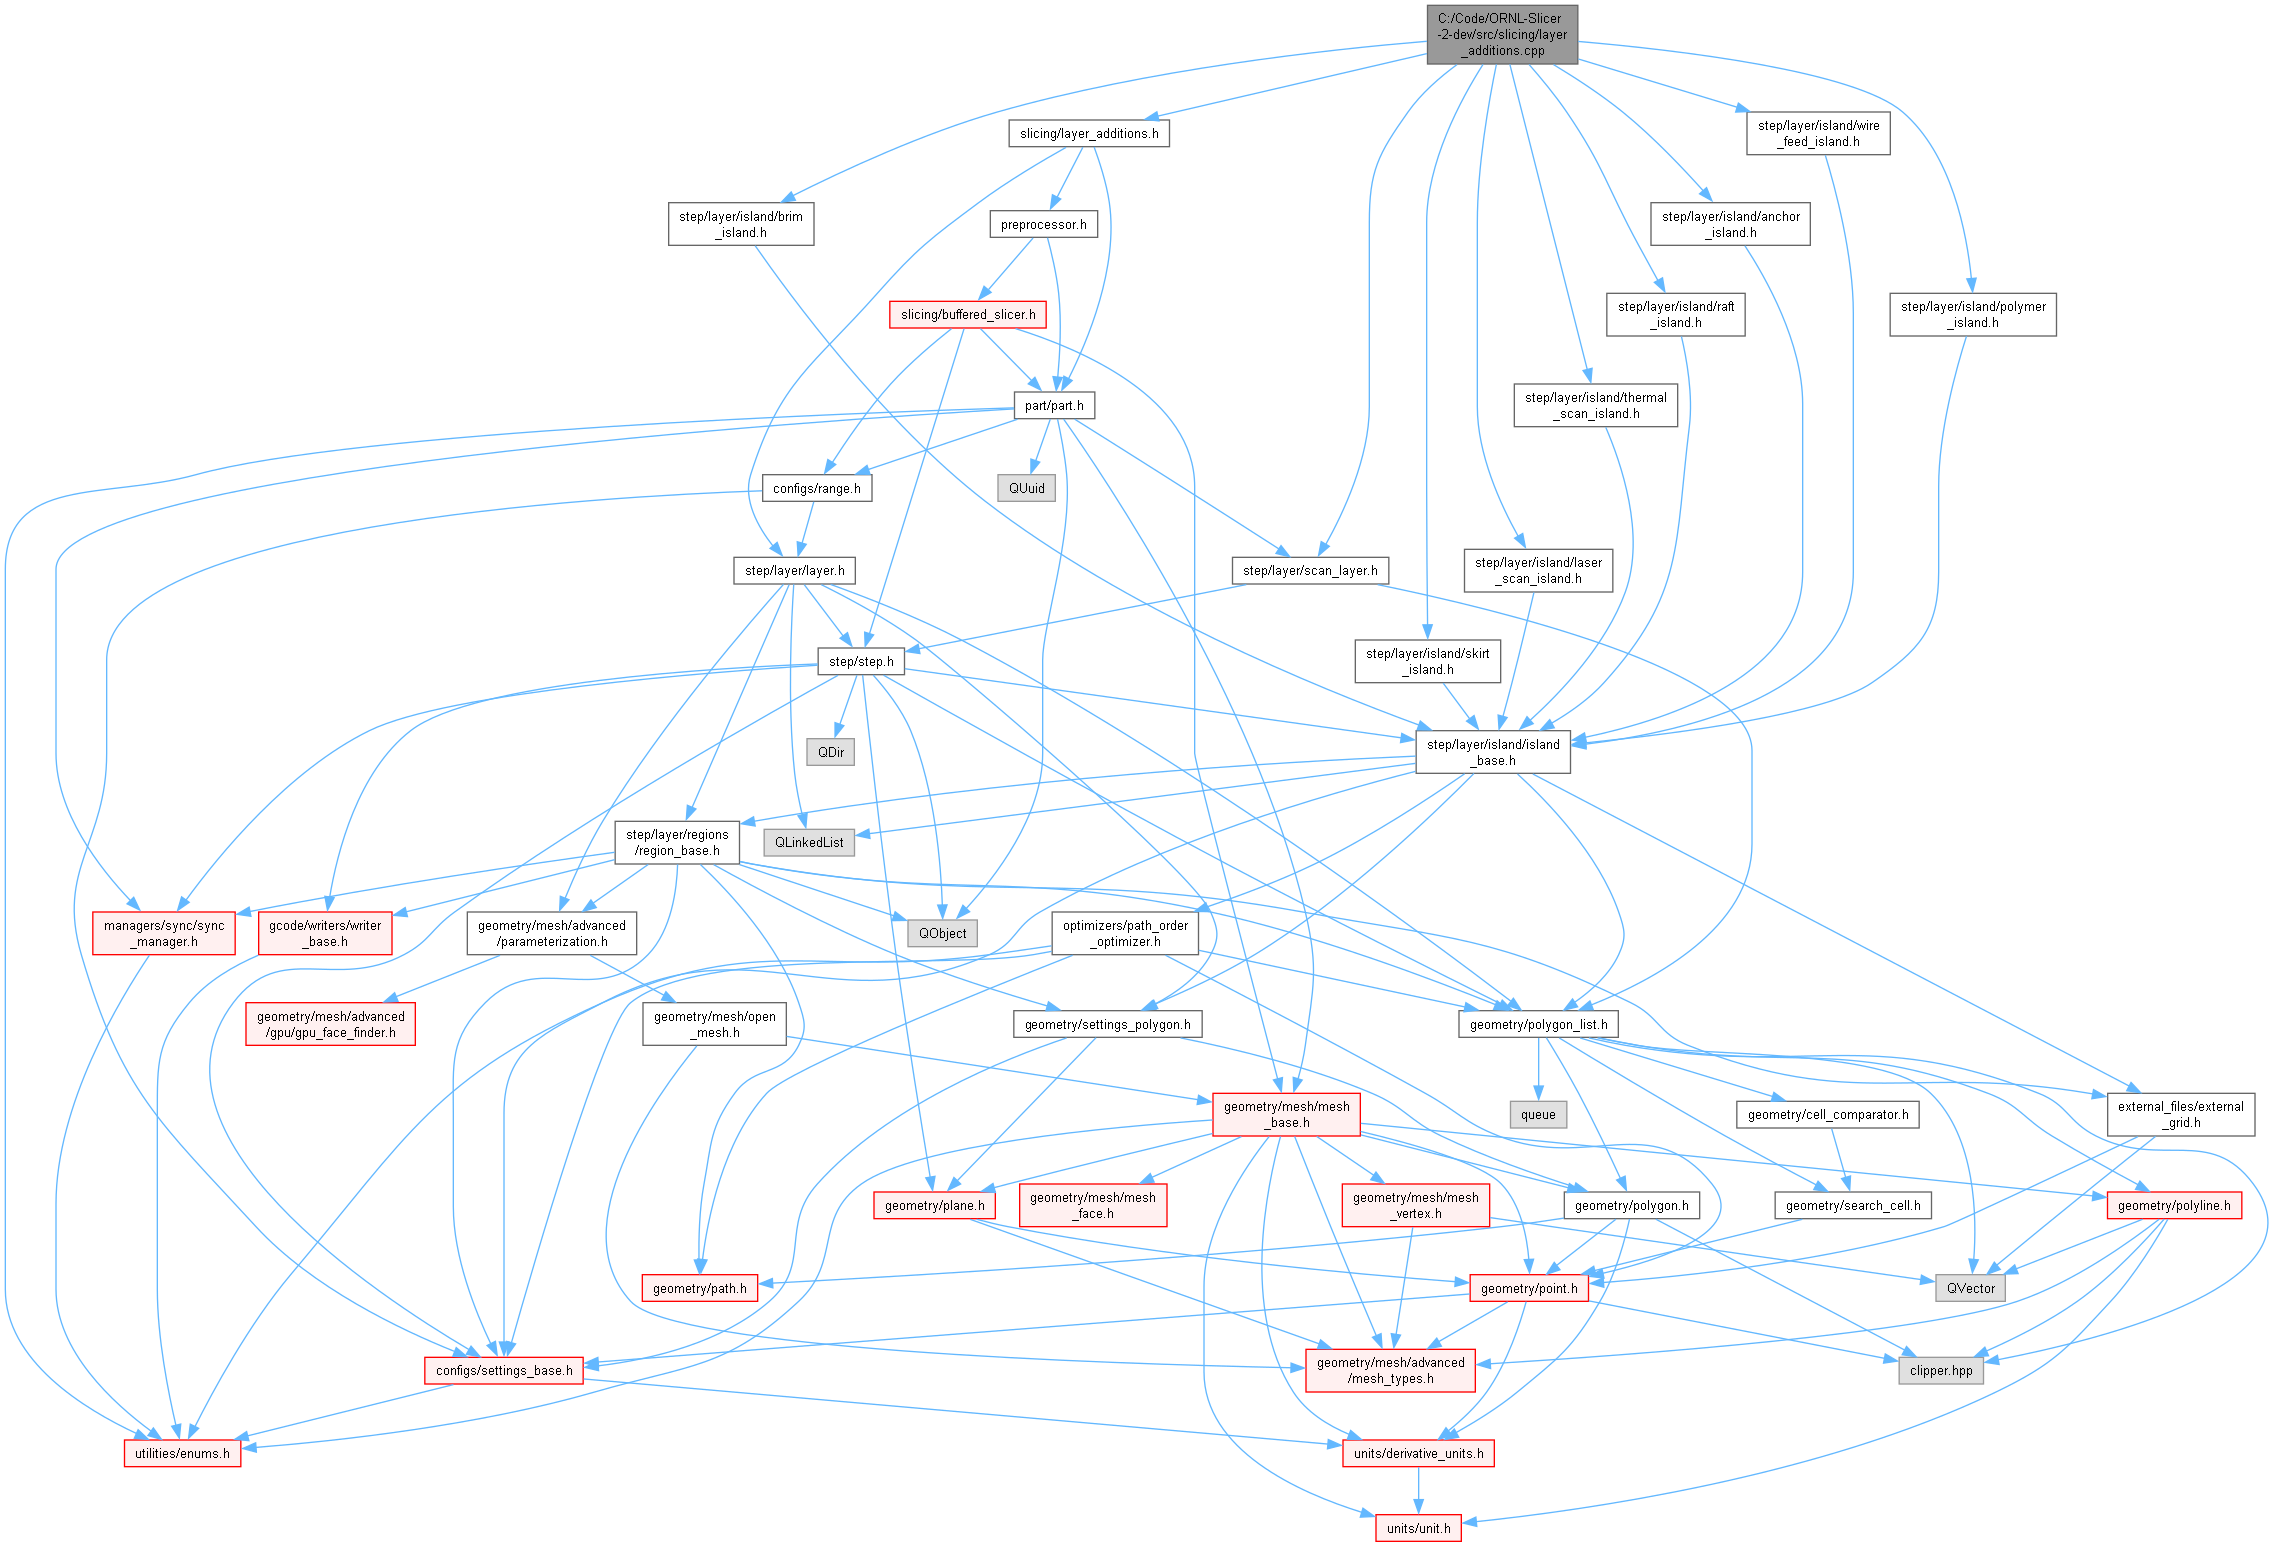 C:/Code/ORNL-Slicer
-2-dev/src/slicing/layer
_additions.cpp
slicing/layer_additions.h
step/layer/island/wire
_feed_island.h
step/layer/island/brim
_island.h
preprocessor.h
step/layer/island/anchor
_island.h
slicing/buffered_slicer.h
step/layer/island/raft
_island.h
step/layer/island/polymer
_island.h
part/part.h
step/layer/island/thermal
_scan_island.h
configs/range.h
QUuid
step/layer/layer.h
step/layer/scan_layer.h
step/layer/island/laser
_scan_island.h
step/step.h
step/layer/island/skirt
_island.h
QDir
step/layer/island/island
_base.h
step/layer/regions
/region_base.h
QLinkedList
managers/sync/sync
_manager.h
gcode/writers/writer
_base.h
geometry/mesh/advanced
/parameterization.h
QObject
optimizers/path_order
_optimizer.h
geometry/mesh/advanced
/gpu/gpu_face_finder.h
geometry/mesh/open
_mesh.h
geometry/settings_polygon.h
geometry/polygon_list.h
geometry/mesh/mesh
_base.h
queue
geometry/cell_comparator.h
external_files/external
_grid.h
geometry/plane.h
geometry/mesh/mesh
_face.h
geometry/mesh/mesh
_vertex.h
geometry/polygon.h
geometry/search_cell.h
geometry/polyline.h
geometry/path.h
geometry/point.h
QVector
configs/settings_base.h
geometry/mesh/advanced
/mesh_types.h
clipper.hpp
utilities/enums.h
units/derivative_units.h
units/unit.h